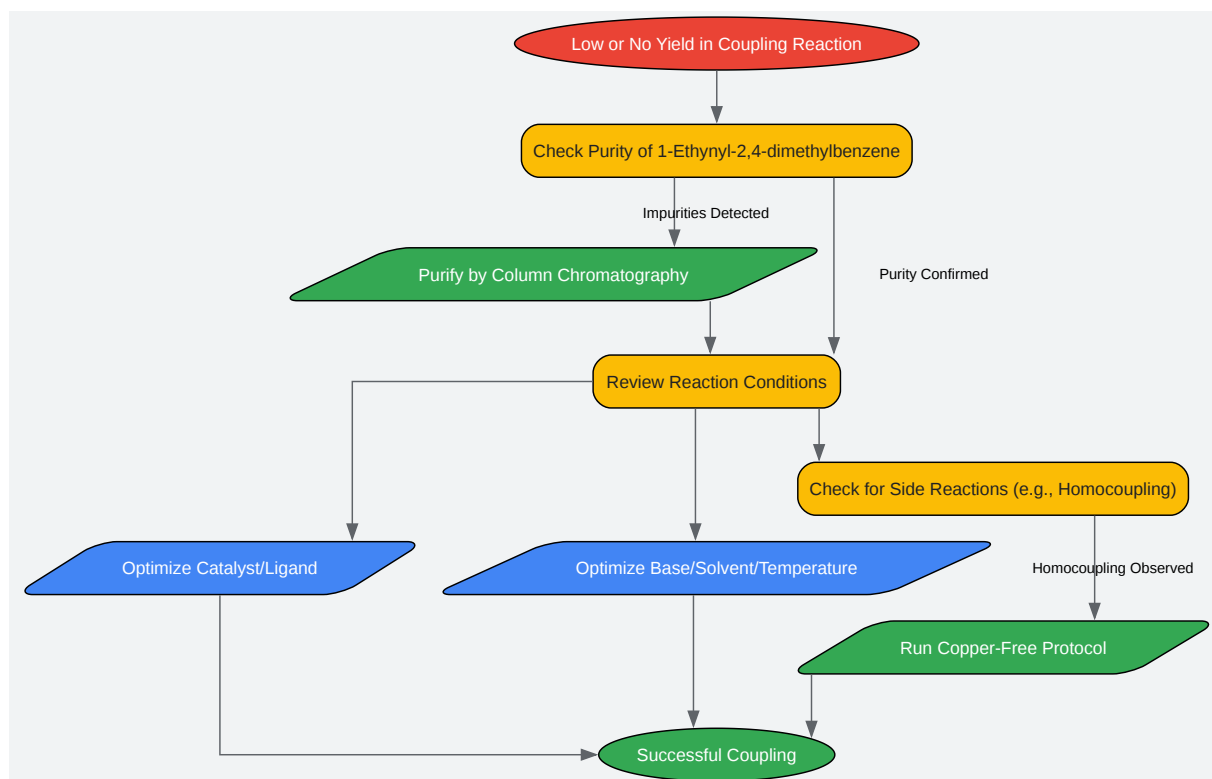 Low or No Yield in Coupling Reaction
Check Purity of 1-Ethynyl-2,4-dimethylbenzene
Impurities Detected
Purify by Column Chromatography
Purity Confirmed
Review Reaction Conditions
Check for Side Reactions (e.g., Homocoupling)
Optimize Catalyst/Ligand
Optimize Base/Solvent/Temperature
Homocoupling Observed
Run Copper-Free Protocol
Successful Coupling